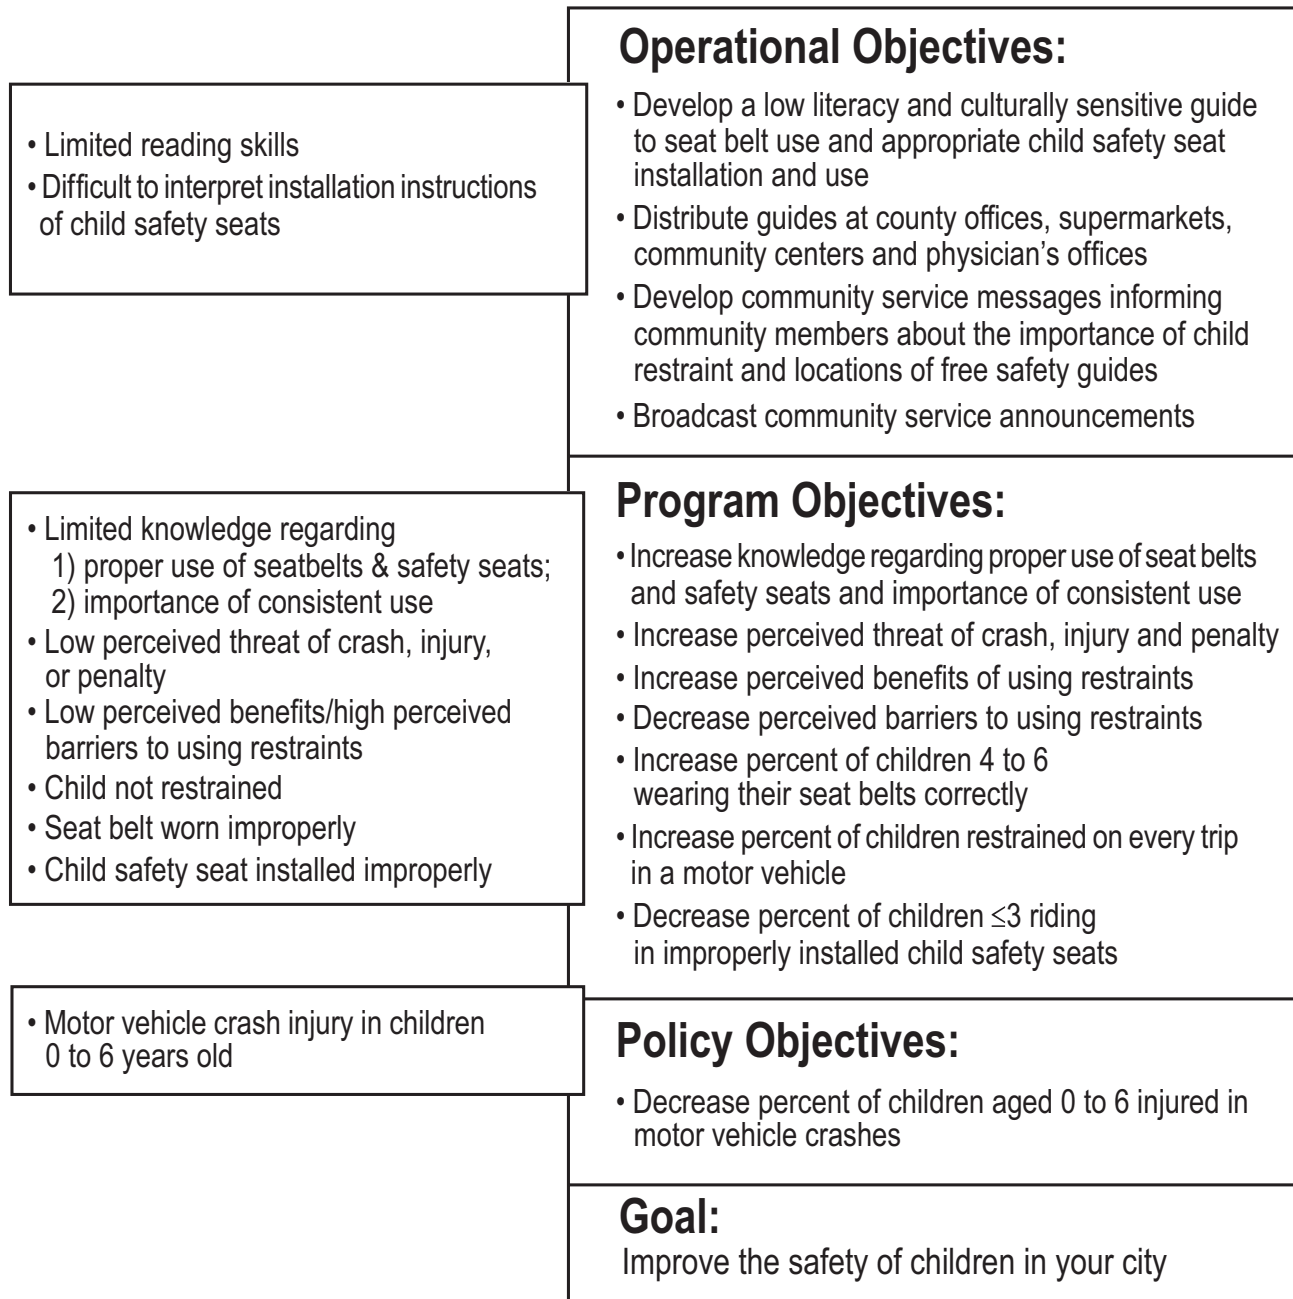 Operational Objectives:
• Develop a low literacy and culturally sensitive guide
to seat belt use and appropriate child safety seat
installation and use
• Distribute guides at county offices, supermarkets,
community centers and physician's offices
• Develop community service messages informing
community members about the importance of child
restraint and locations of free safety guides
• Broadcast community service announcements
• Limited reading skills
• Difficult to interpret installation instructions
of child safety seats
Program Objectives:
• Increase knowledge regarding proper use of seat belts
and safety seats and importance of consistent use
• Increase perceived threat of crash, injury and penalty
• Increase perceived benefits of using restraints
• Decrease perceived barriers to using restraints
• Increase percent of children 4 to 6
wearing their seat belts correctly
• Increase percent of children restrained on every trip
in a motor vehicle
• Decrease percent of children ≤3 riding
in improperly installed child safety seats
• Limited knowledge regarding
1) proper use of seatbelts & safety seats;
2) importance of consistent use
• Low perceived threat of crash, injury,
or penalty
• Low perceived benefits/high perceived
barriers to using restraints
• Child not restrained
• Seat belt worn improperly
• Child safety seat installed improperly
• Motor vehicle crash injury in children
0 to 6 years old
Policy Objectives:
• Decrease percent of children aged 0 to 6 injured in
motor vehicle crashes
Goal:
Improve the safety of children in your city